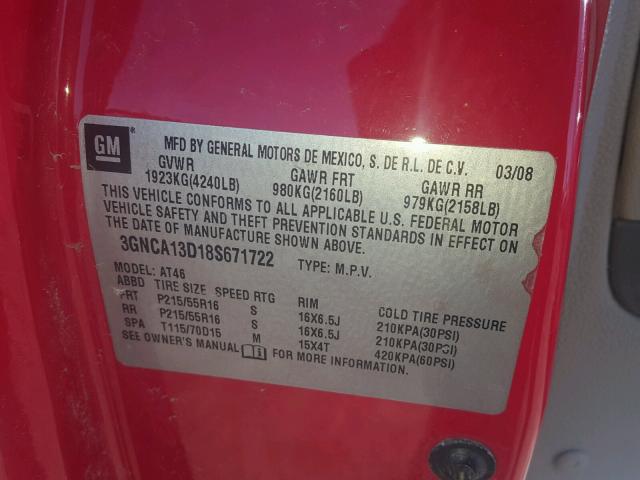 GM
MFD BY GENERAL MOTORS DE MEXICO, S. DE R.L. DE C.V. 03/08
GVWR GAWR FRT GAWR RR
1923KG(4240LB) 980KG(2160LB) 979KG(2158LB)
THIS VEHICLE CONFORMS TO ALL APPLICABLE U.S. FEDERAL MOTOR
VEHICLE SAFETY AND THEFT PREVENTION STANDARDS IN EFFECT ON
THE DATE OF MANUFACTURE SHOWN ABOVE.
3GNCA13D18S671722 TYPE: M.P.V.
MODEL: AT46
ABBD TIRE SIZE SPEED RTG RIM COLD TIRE PRESSURE
FRT P215/55R16 S 16X6.5J 210KPA(30PSI)
RR P215/55R16 S 16X6.5J 210KPA(30PSI)
SPA T115/70D15 M 15X4T 420KPA(60PSI)
SEE OWNER'S MANUAL FOR MORE INFORMATION.